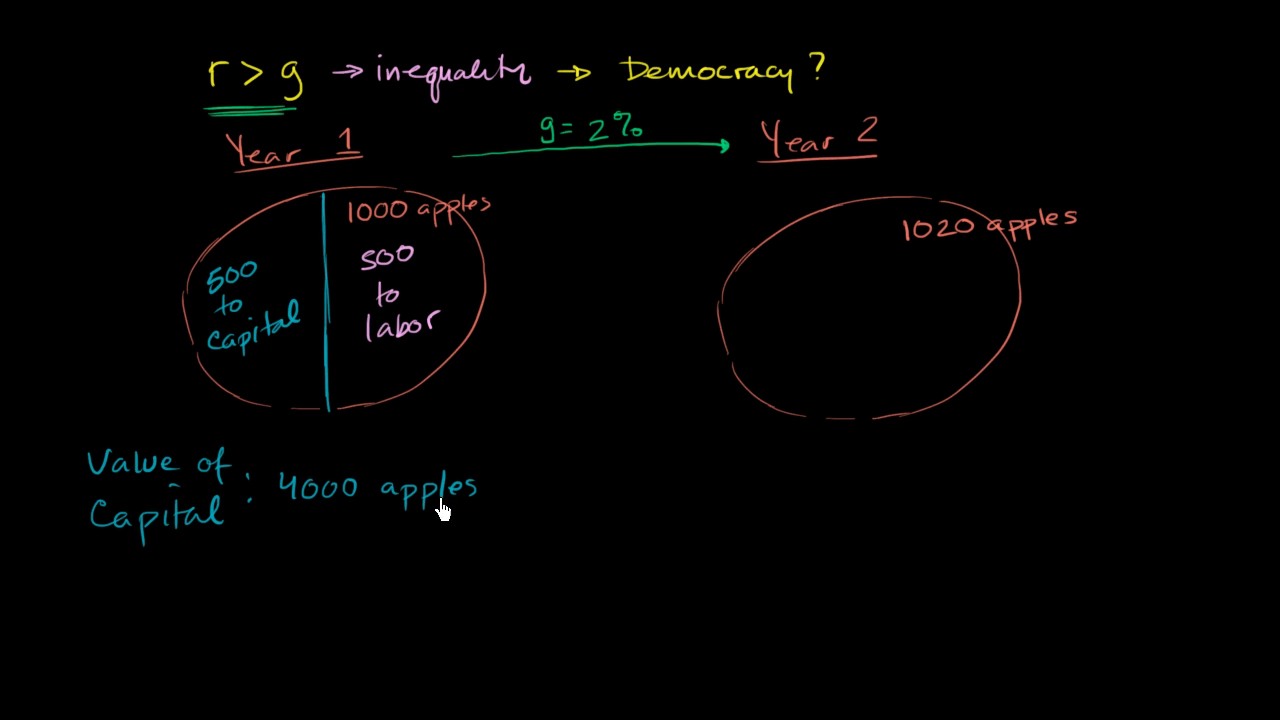 r > g → inequality → Democracy?
Year 1
g = 2%
Year 2
1000 apples
500
to
capital
500
to
labor
1020 apples
Value of
Capital : 4000 apples